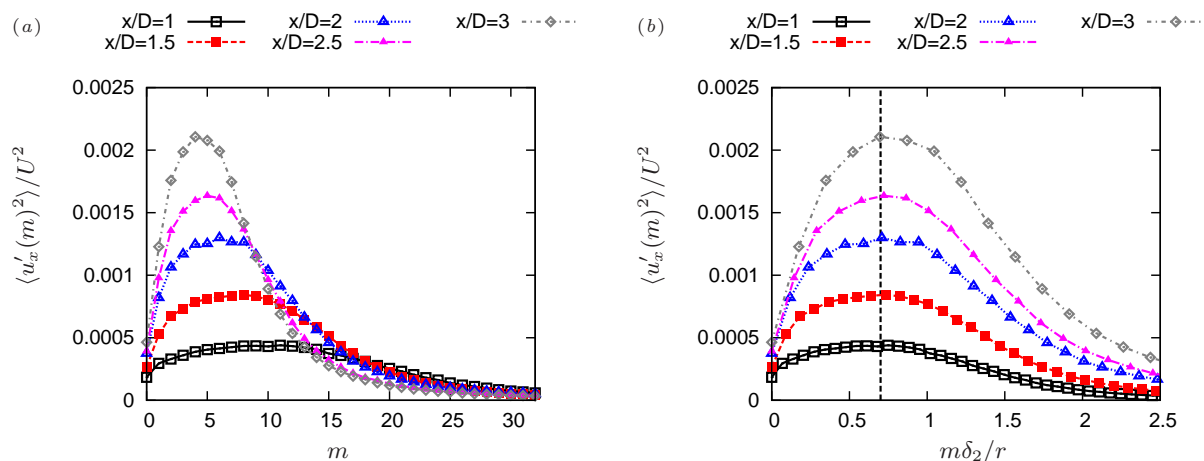 (a) x/D=1 x/D=2 x/D=3
x/D=1.5 x/D=2.5
0.0025
0.002
0.0015
0.001
0.0005
0
⟨u′ₓ(m)²⟩/U²
0 5 10 15 20 25 30
m
(b) x/D=1 x/D=2 x/D=3
x/D=1.5 x/D=2.5
0.0025
0.002
0.0015
0.001
0.0005
0
⟨u′ₓ(m)²⟩/U²
0 0.5 1 1.5 2 2.5
mδ₂/r